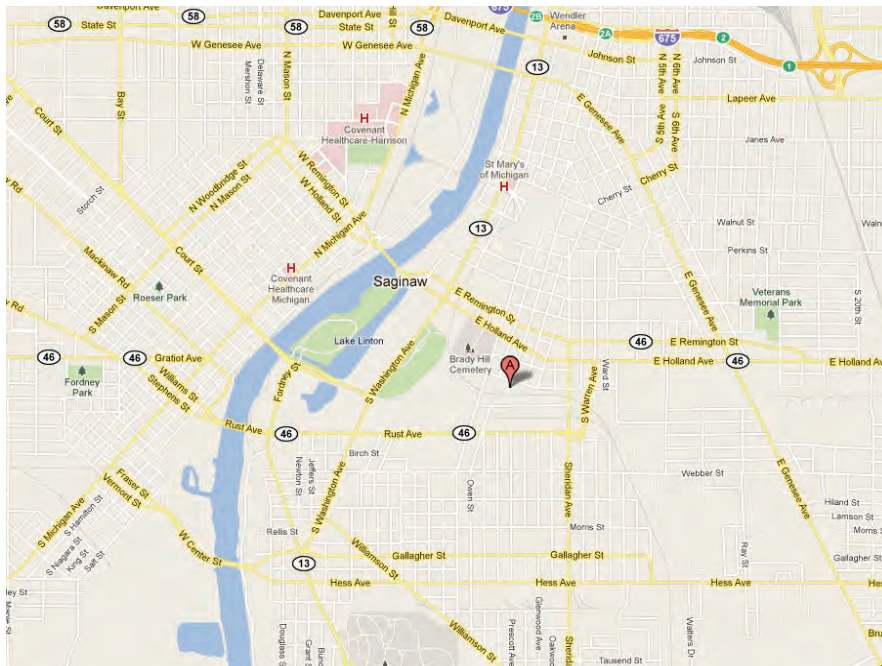 Davenport Ave
58
58
State St
W Genesee Ave
58
Hill St
W Genesee Ave
675
2B
Wendler
Arena
Davenport Ave
2A
675
2
1
Johnson St
Johnson St
N 5th Ave
N 6th Ave
13
Bay St
Delaware St
Mershon St
N Mason St
N Michigan Ave
E Genesee Ave
Lapeer Ave
S 5th Ave
S 6th Ave
Janes Ave
Court St
H
Covenant
Healthcare-Harrison
St Mary's
of Michigan
H
Cherry St
Cherry St
N Woodbridge St
N Mason St
W Remington St
W Holland St
Storch St
Walnut St
13
N Michigan Ave
Perkins St
Mackinaw Rd
Court St
H
Covenant
Healthcare
Michigan
Saginaw
E Genesee Ave
Roeser Park
S Mason St
E Remington St
E Holland Ave
Veterans
Memorial Park
S 20th St
Lake Linton
46
46
E Remington St
46
Gratiot Ave
46
Brady Hill
Cemetery
A
E Holland Ave
46
E Holland Ave
Ward St
Fordney
Park
Williams St
Stephens St
Fordney St
S Washington Ave
S Warren Ave
Rust Ave
46
Rust Ave
46
Birch St
Jeffers St
Newton St
Owen St
Sheridan Ave
Webber St
E Genesee Ave
Fraser St
Vermont St
S Michigan Ave
S Hamilton St
S Niagara St
King St
Salt St
S Washington Ave
Hiland St
Lamson St
Morris St
Rellis St
W Center St
Williamson St
Gallagher St
Gallagher St
Gallagher St
Ray St
13
Hess Ave
Hess Ave
Hess Ave
Douglass St
Williamson St
Prescott Ave
Glenwood Ave
Walters Dr
Tausend St